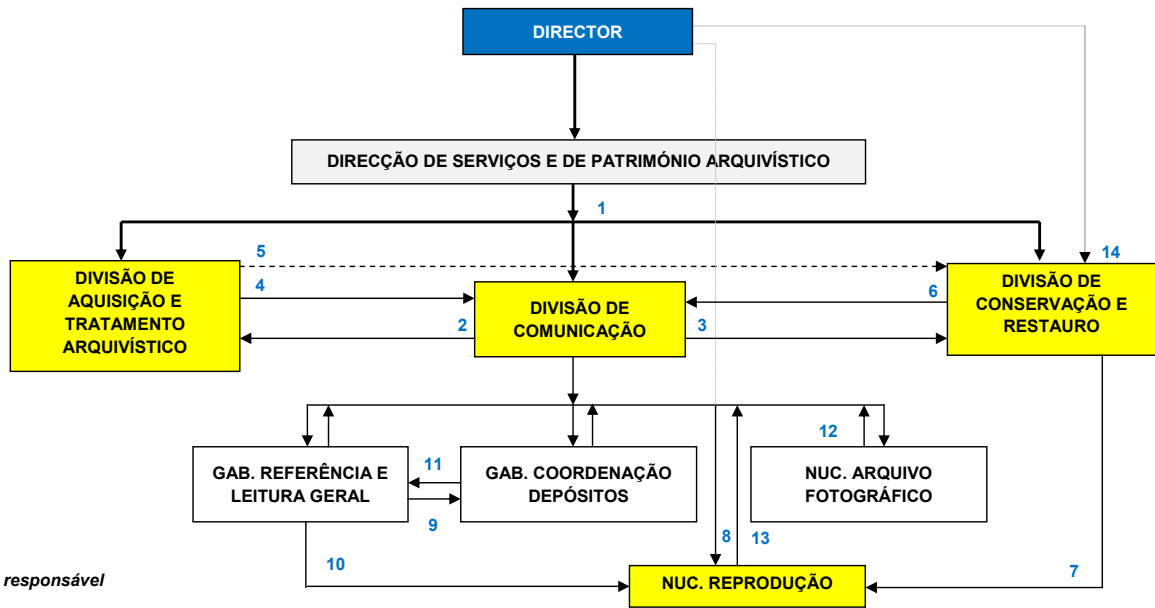 DIRECTOR
DIRECÇÃO DE SERVIÇOS E DE PATRIMÓNIO ARQUIVÍSTICO
1
5
14
DIVISÃO DE
AQUISIÇÃO E
TRATAMENTO
ARQUIVÍSTICO
4
2
DIVISÃO DE
COMUNICAÇÃO
6
3
DIVISÃO DE
CONSERVAÇÃO E
RESTAURO
12
GAB. REFERÊNCIA E
LEITURA GERAL
11
9
GAB. COORDENAÇÃO
DEPÓSITOS
NUC. ARQUIVO
FOTOGRÁFICO
8
13
10
7
responsável
NUC. REPRODUÇÃO